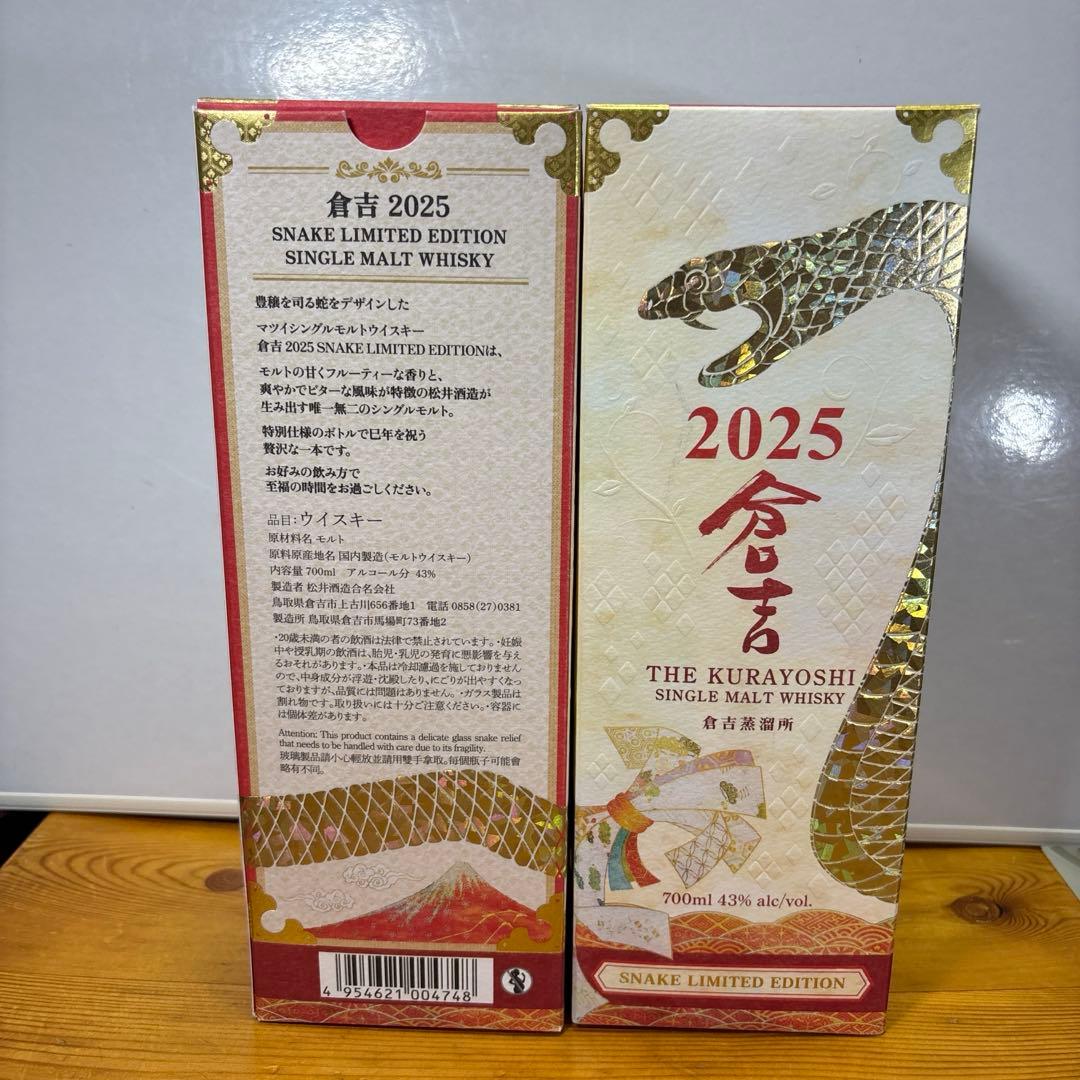 倉吉 2025
SNAKE LIMITED EDITION
SINGLE MALT WHISKY
豊穣を司る蛇をデザインした
マツイシングルモルトウイスキー
倉吉 2025 SNAKE LIMITED EDITIONは、
モルトの甘くフルーティーな香りと、
爽やかでビターな風味が特徴の松井酒造が
生み出す唯一無二のシングルモルト。
特別仕様のボトルで巳年を祝う
贅沢な一本です。
お好みの飲み方で
至福の時間をお過ごしください。
品目:ウイスキー
原材料名 モルト
原料原産地名 国内製造(モルトウイスキー)
内容量 700ml アルコール分 43%
製造者 松井酒造合名会社
鳥取県倉吉市上古川656番地1 電話 0858(27)0381
製造所 鳥取県倉吉市馬場町73番地2
・20歳未満の者の飲酒は法律で禁止されています。・妊娠
中や授乳期の飲酒は、胎児・乳児の発育に悪影響を与え
るおそれがあります。・本品は冷却濾過を施しておりません
ので、中身成分が浮遊・沈殿したり、にごりが出やすくなっ
ておりますが、品質には問題はありません。・ガラス製品は
割れ物です。取り扱いには十分ご注意ください。・容器に
は個体差があります。
Attention: This product contains a delicate glass snake relief
that needs to be handled with care due to its fragility.
玻璃製品請小心輕放並請用雙手拿取。每個瓶子可能會
略有不同。
4 954621 004748
2025
倉吉
THE KURAYOSHI
SINGLE MALT WHISKY
倉吉蒸溜所
700ml 43% alc/vol.
SNAKE LIMITED EDITION